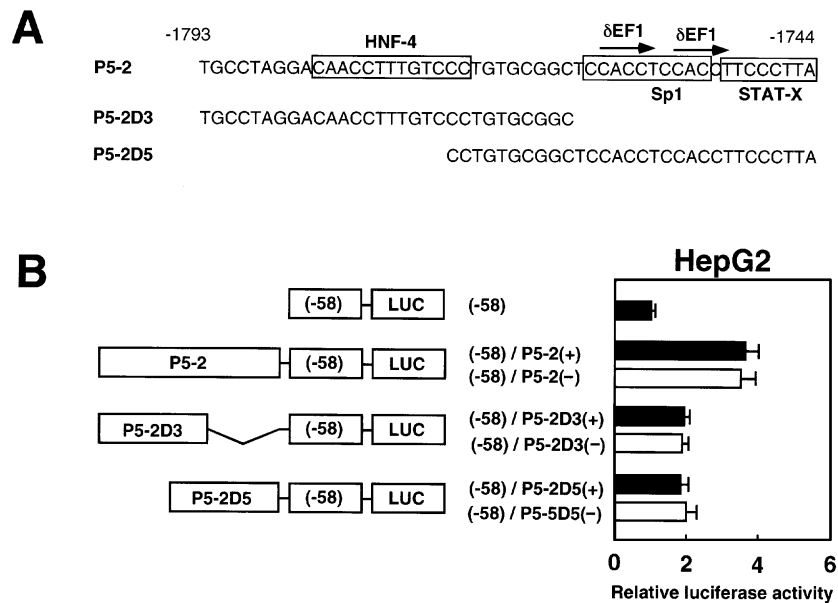 A
-1793
HNF-4
δEF1
δEF1
-1744
P5-2
TGCCTAGGACAACCTTTGTCCCTGTGCGGCTCCACCTCCACCTTCCCTTA
Sp1
STAT-X
P5-2D3
TGCCTAGGACAACCTTTGTCCCTGTGCGGC
P5-2D5
CCTGTGCGGCTCCACCTCCACCTTCCCTTA
B
HepG2
(-58)
LUC
(-58)
P5-2
(-58)
LUC
(-58) / P5-2(+)
(-58) / P5-2(−)
P5-2D3
(-58)
LUC
(-58) / P5-2D3(+)
(-58) / P5-2D3(−)
P5-2D5
(-58)
LUC
(-58) / P5-2D5(+)
(-58) / P5-5D5(−)
0 2 4 6
Relative luciferase activity